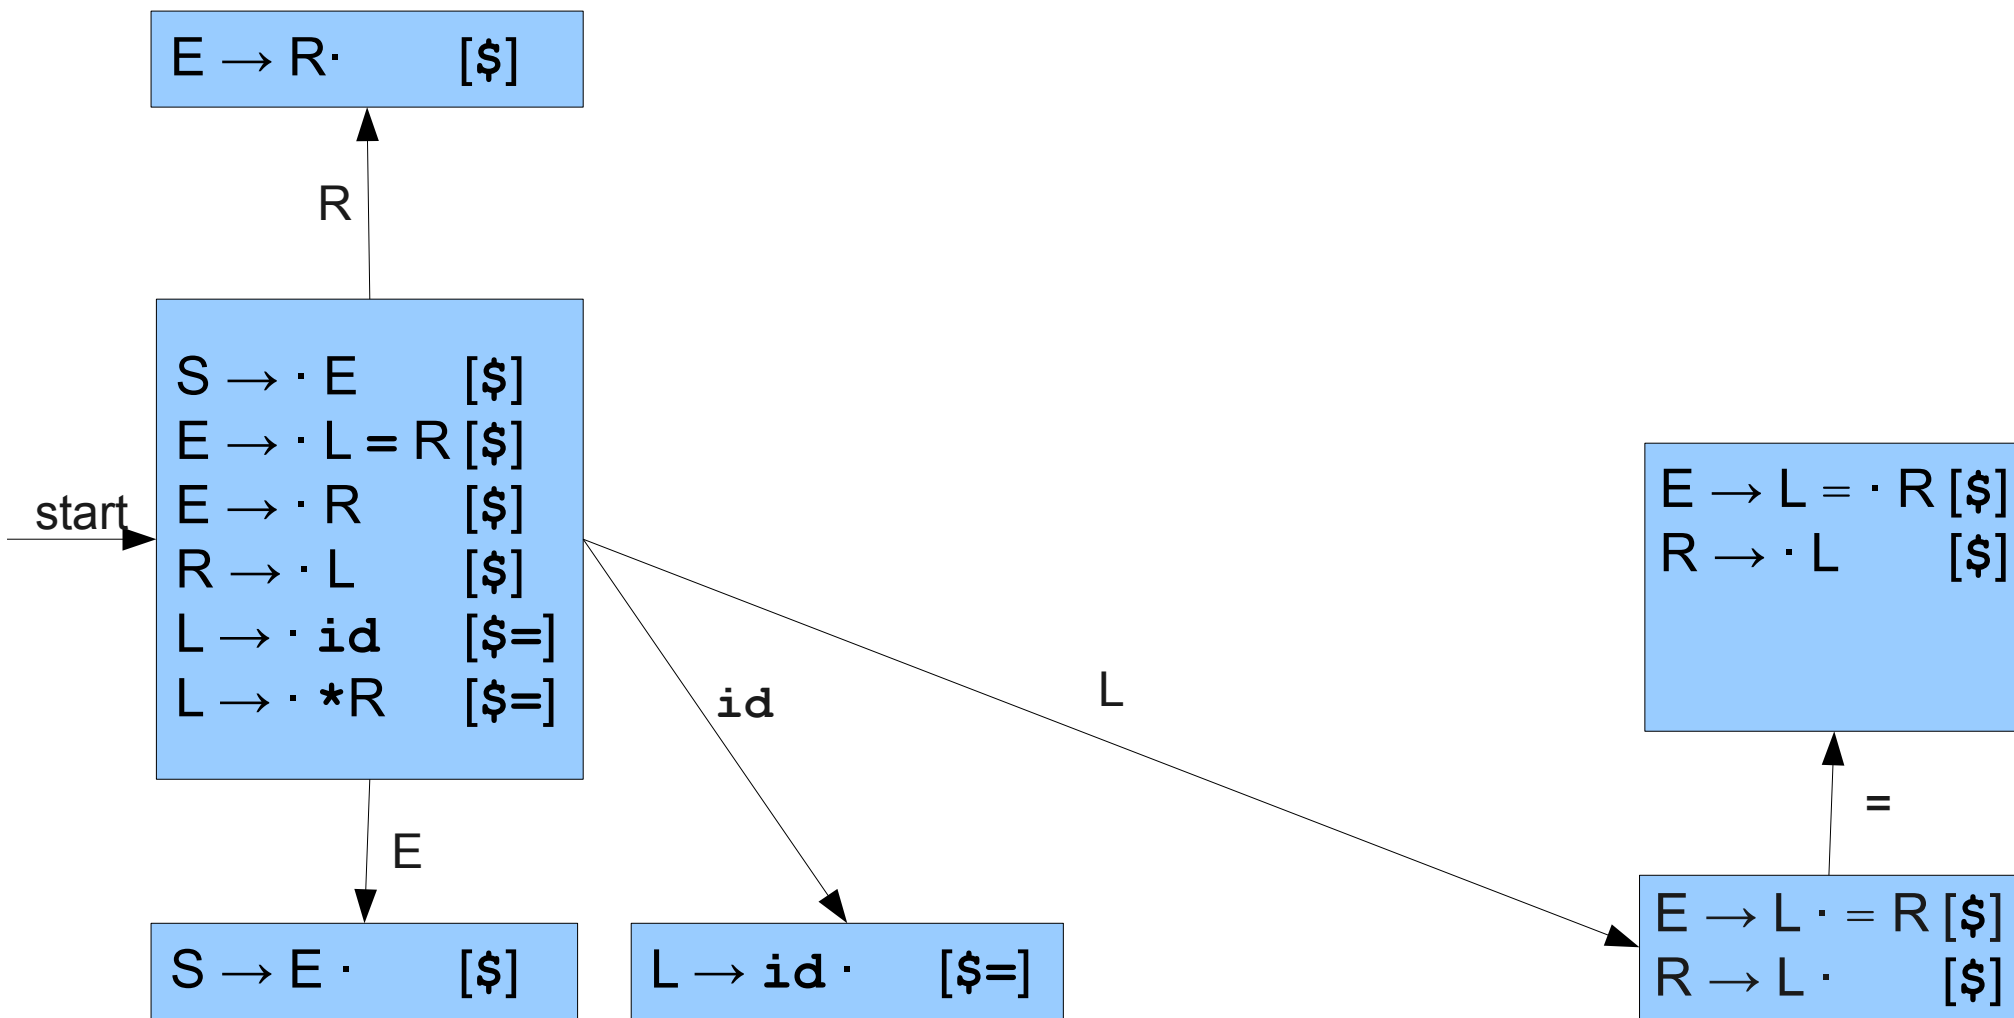 E → R· [$]
R
S → · E [$]
E → · L = R [$]
E → · R [$]
R → · L [$]
L → · id [$=]
L → · *R [$=]
start
E → L = · R [$]
R → · L [$]
id
L
=
E
S → E · [$]
L → id · [$=]
E → L · = R [$]
R → L · [$]